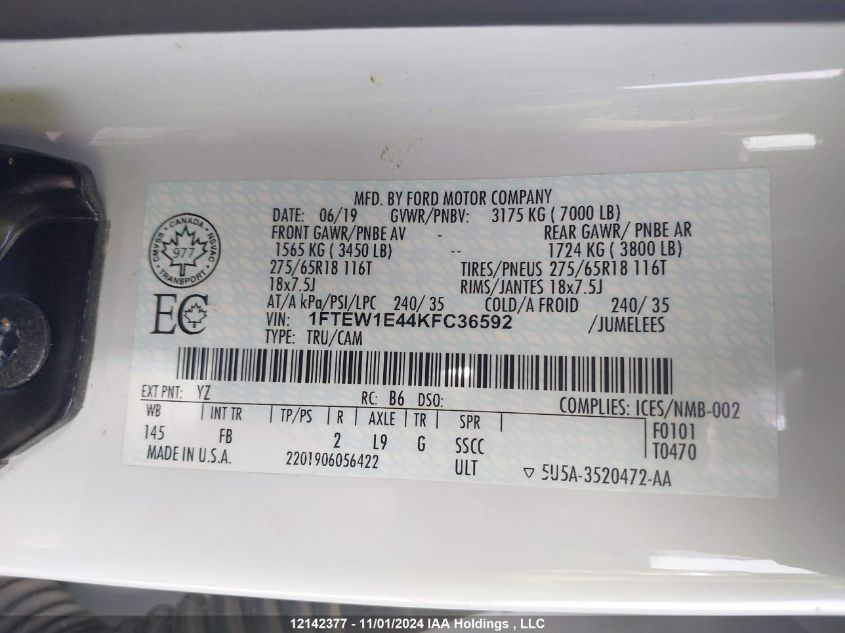 MFD. BY FORD MOTOR COMPANY
DATE: 06/19 GVWR/PNBV: 3175 KG ( 7000 LB)
FRONT GAWR/PNBE AV - REAR GAWR/ PNBE AR
1565 KG ( 3450 LB) -- 1724 KG ( 3800 LB)
275/65R18 116T TIRES/PNEUS 275/65R18 116T
18x7.5J RIMS/JANTES 18x7.5J
AT/A kPa/PSI/LPC 240/ 35 COLD/A FROID 240/ 35
VIN: 1FTEW1E44KFC36592 /JUMELEES
TYPE: TRU/CAM
CANADA
CMVSS NSVAC
977
TRANSPORT
EC
EXT PNT: YZ RC: B6 DSO: COMPLIES: ICES/NMB-002
WB INT TR TP/PS R AXLE TR SPR F0101
145 FB 2 L9 G SSCC T0470
MADE IN U.S.A. 2201906056422 ULT ▽ 5U5A-3520472-AA
12142377 - 11/01/2024 IAA Holdings , LLC